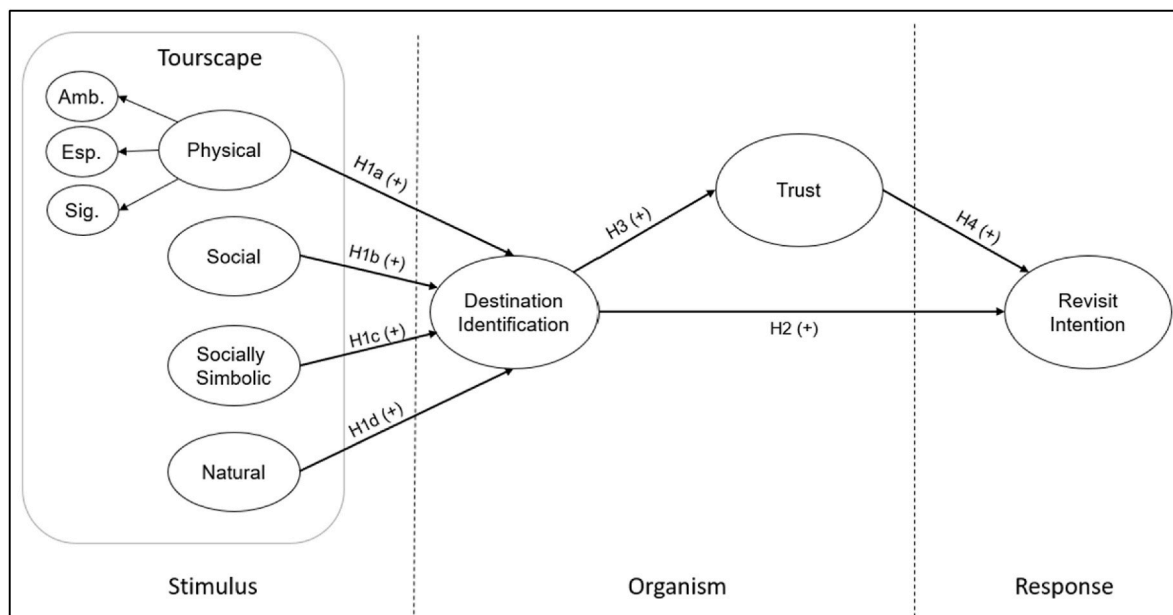 Tourscape
Amb.
Esp.
Sig.
Physical
Social
Socially
Simbolic
Natural
H1a (+)
H1b (+)
H1c (+)
H1d (+)
Destination
Identification
H3 (+)
Trust
H4 (+)
H2 (+)
Revisit
Intention
Stimulus
Organism
Response